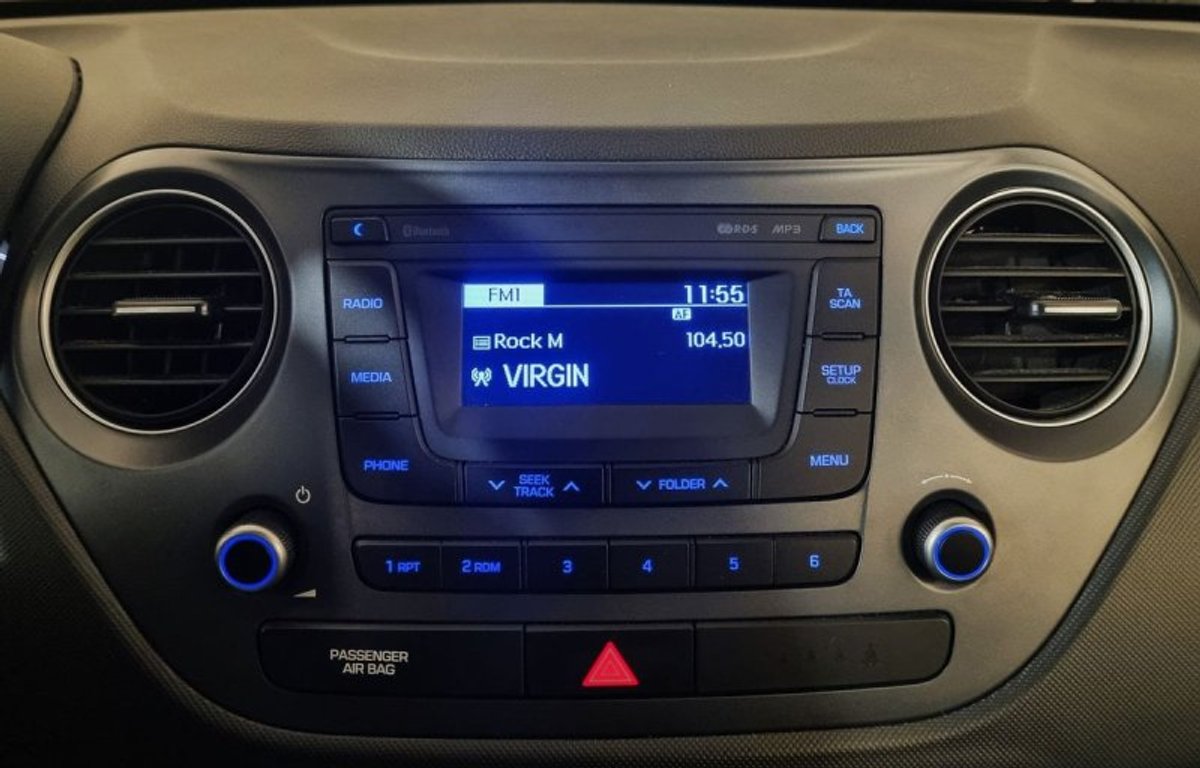 Bluetooth
RDS MP3
BACK
RADIO
FM1
11:55
TA
SCAN
AF
Rock M
104.50
MEDIA
VIRGIN
SETUP
CLOCK
PHONE
SEEK
TRACK
FOLDER
MENU
1 RPT
2 RDM
3
4
5
6
PASSENGER
AIR BAG